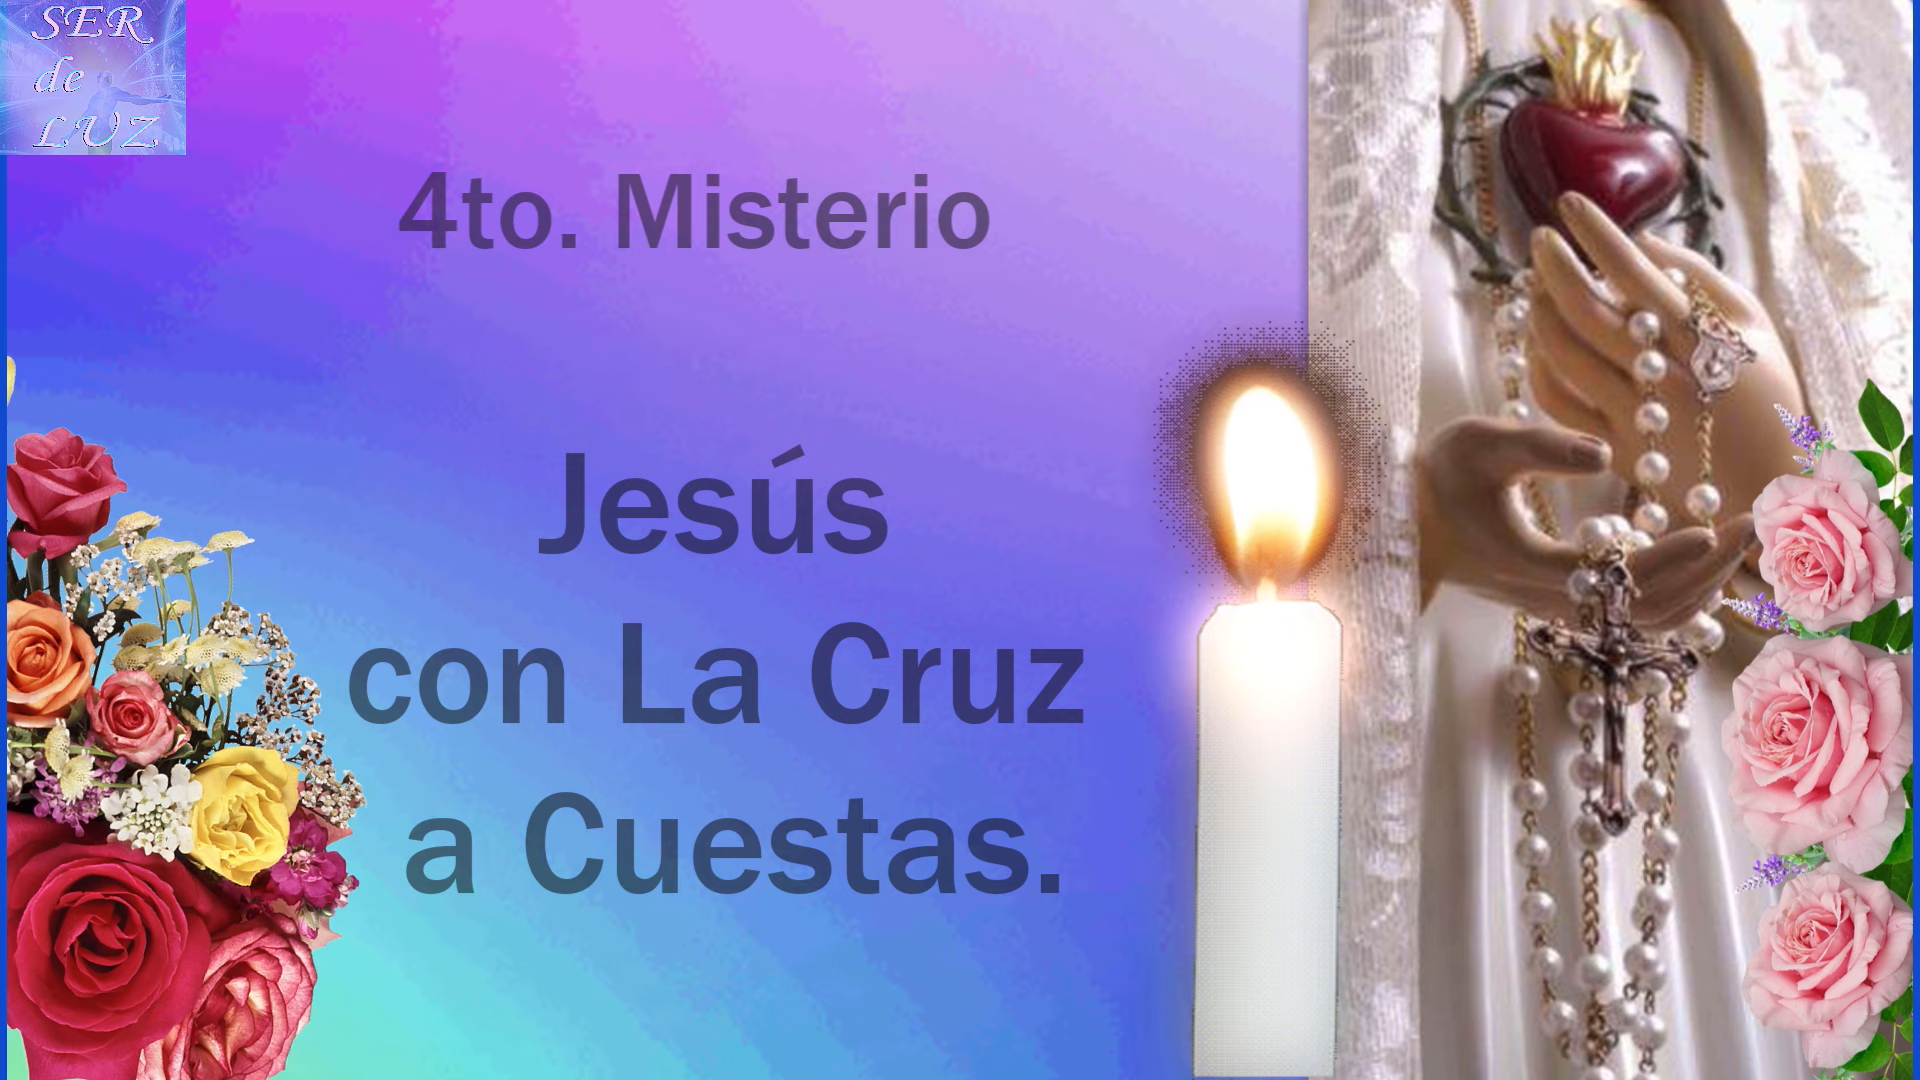 SER
de
LUZ
4to. Misterio
Jesús
con La Cruz
a Cuestas.